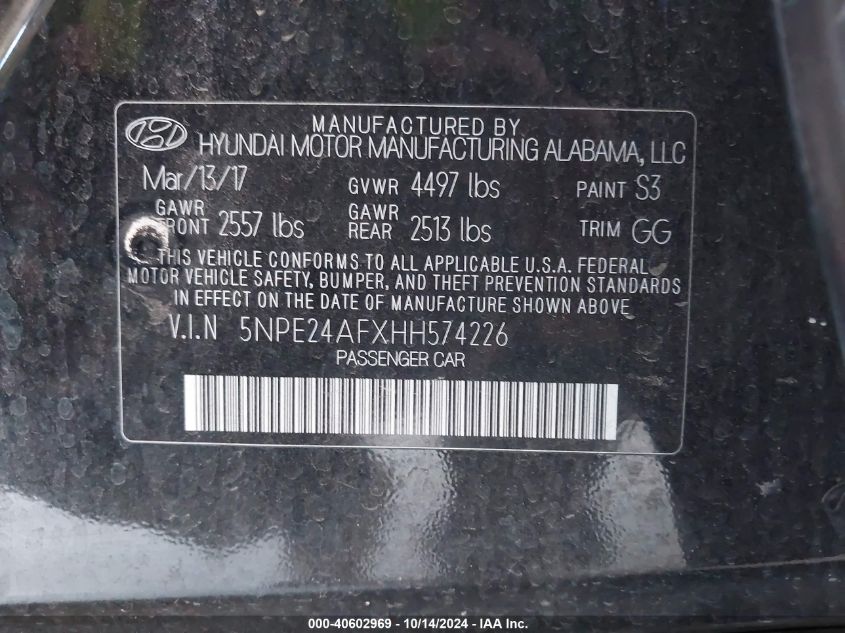 MANUFACTURED BY
HYUNDAI MOTOR MANUFACTURING ALABAMA, LLC
Mar/13/17 GVWR 4497 lbs PAINT S3
GAWR FRONT 2557 lbs GAWR REAR 2513 lbs TRIM GG
THIS VEHICLE CONFORMS TO ALL APPLICABLE U.S.A. FEDERAL
MOTOR VEHICLE SAFETY, BUMPER, AND THEFT PREVENTION STANDARDS
IN EFFECT ON THE DATE OF MANUFACTURE SHOWN ABOVE
V.I.N 5NPE24AFXHH574226
PASSENGER CAR
000-40602969 - 10/14/2024 - IAA Inc.